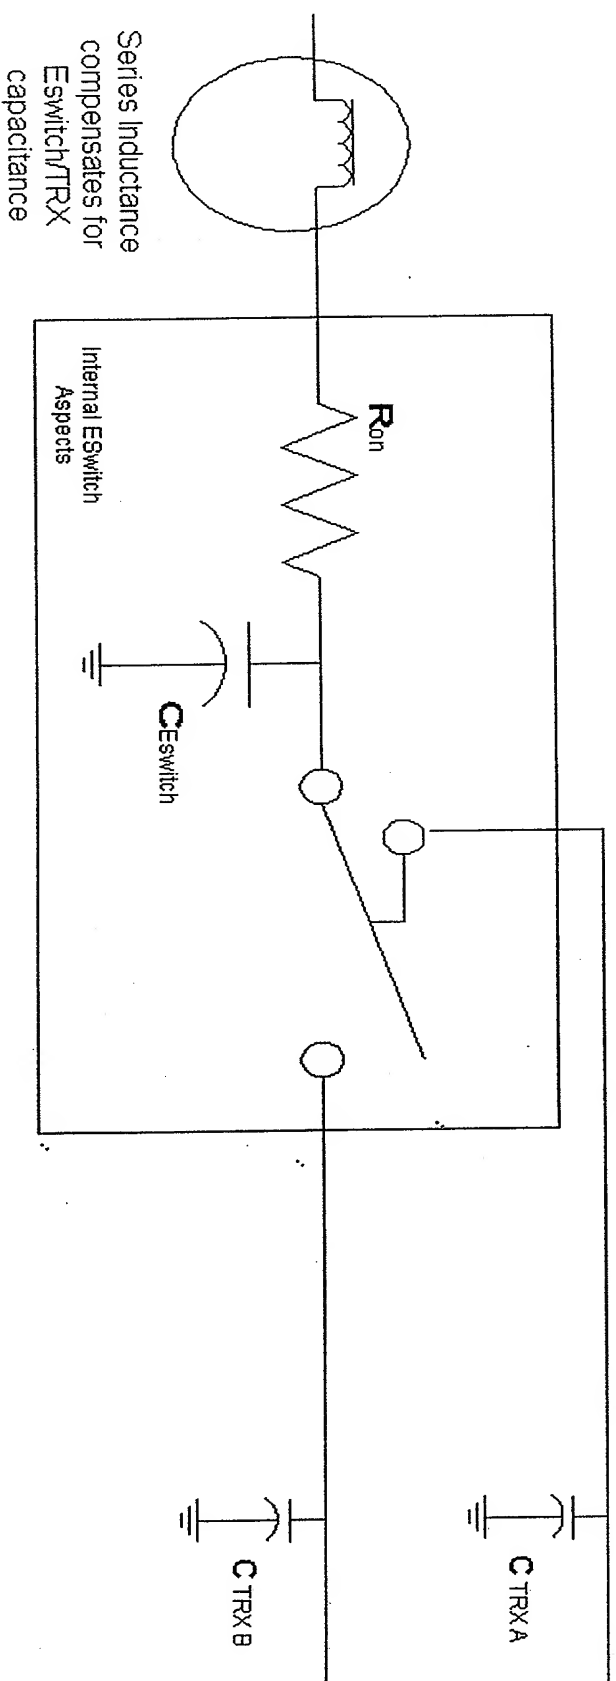 Series Inductance
compensates for
Eswitch/TRX
capacitance
Internal ESwitch
Aspects
Ron
CEswitch
C TRX A
C TRX B